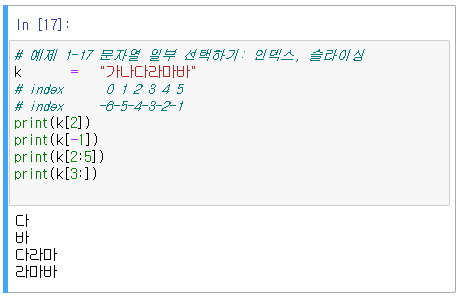 In [17]:
# 예제 1-17 문자열 일부 선택하기: 인덱스, 슬라이싱
k      =  "가나다라마바"
# index      0 1 2 3 4 5
# index     -6-5-4-3-2-1
print(k[2])
print(k[-1])
print(k[2:5])
print(k[3:])
다
바
다라마
라마바